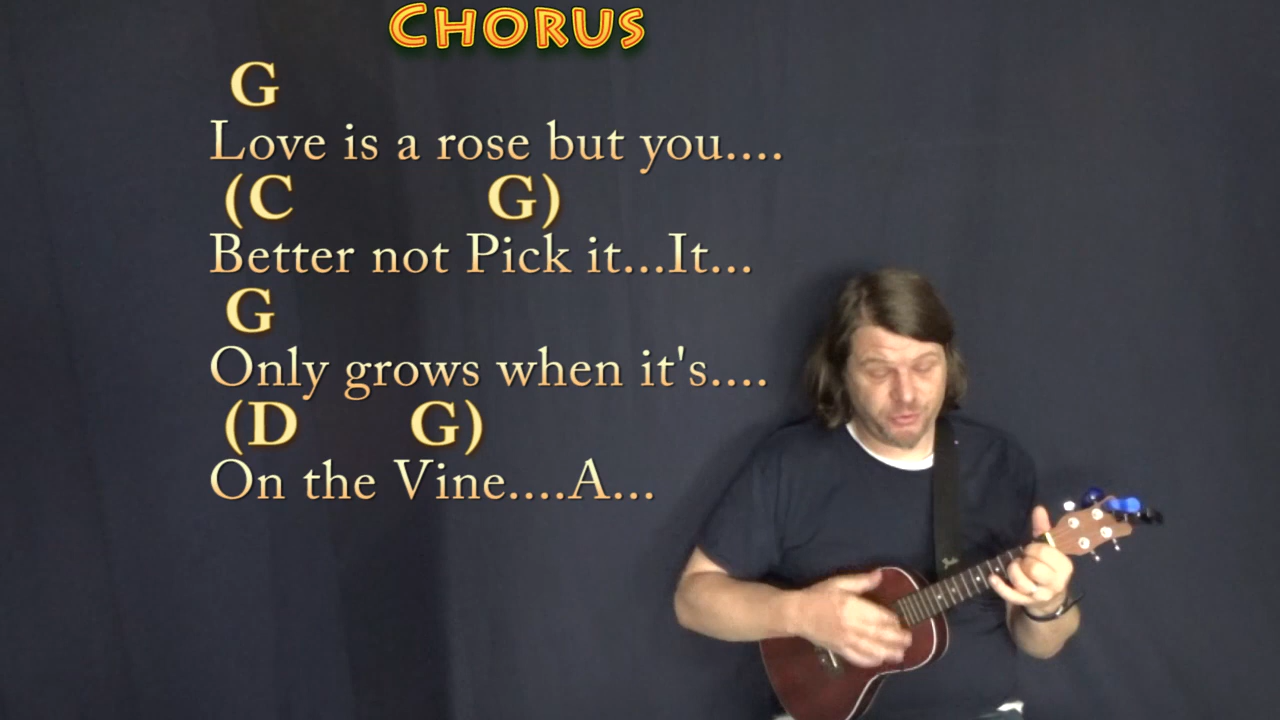 CHORUS
G
Love is a rose but you....
(C G)
Better not Pick it...It...
G
Only grows when it's....
(D G)
On the Vine....A...